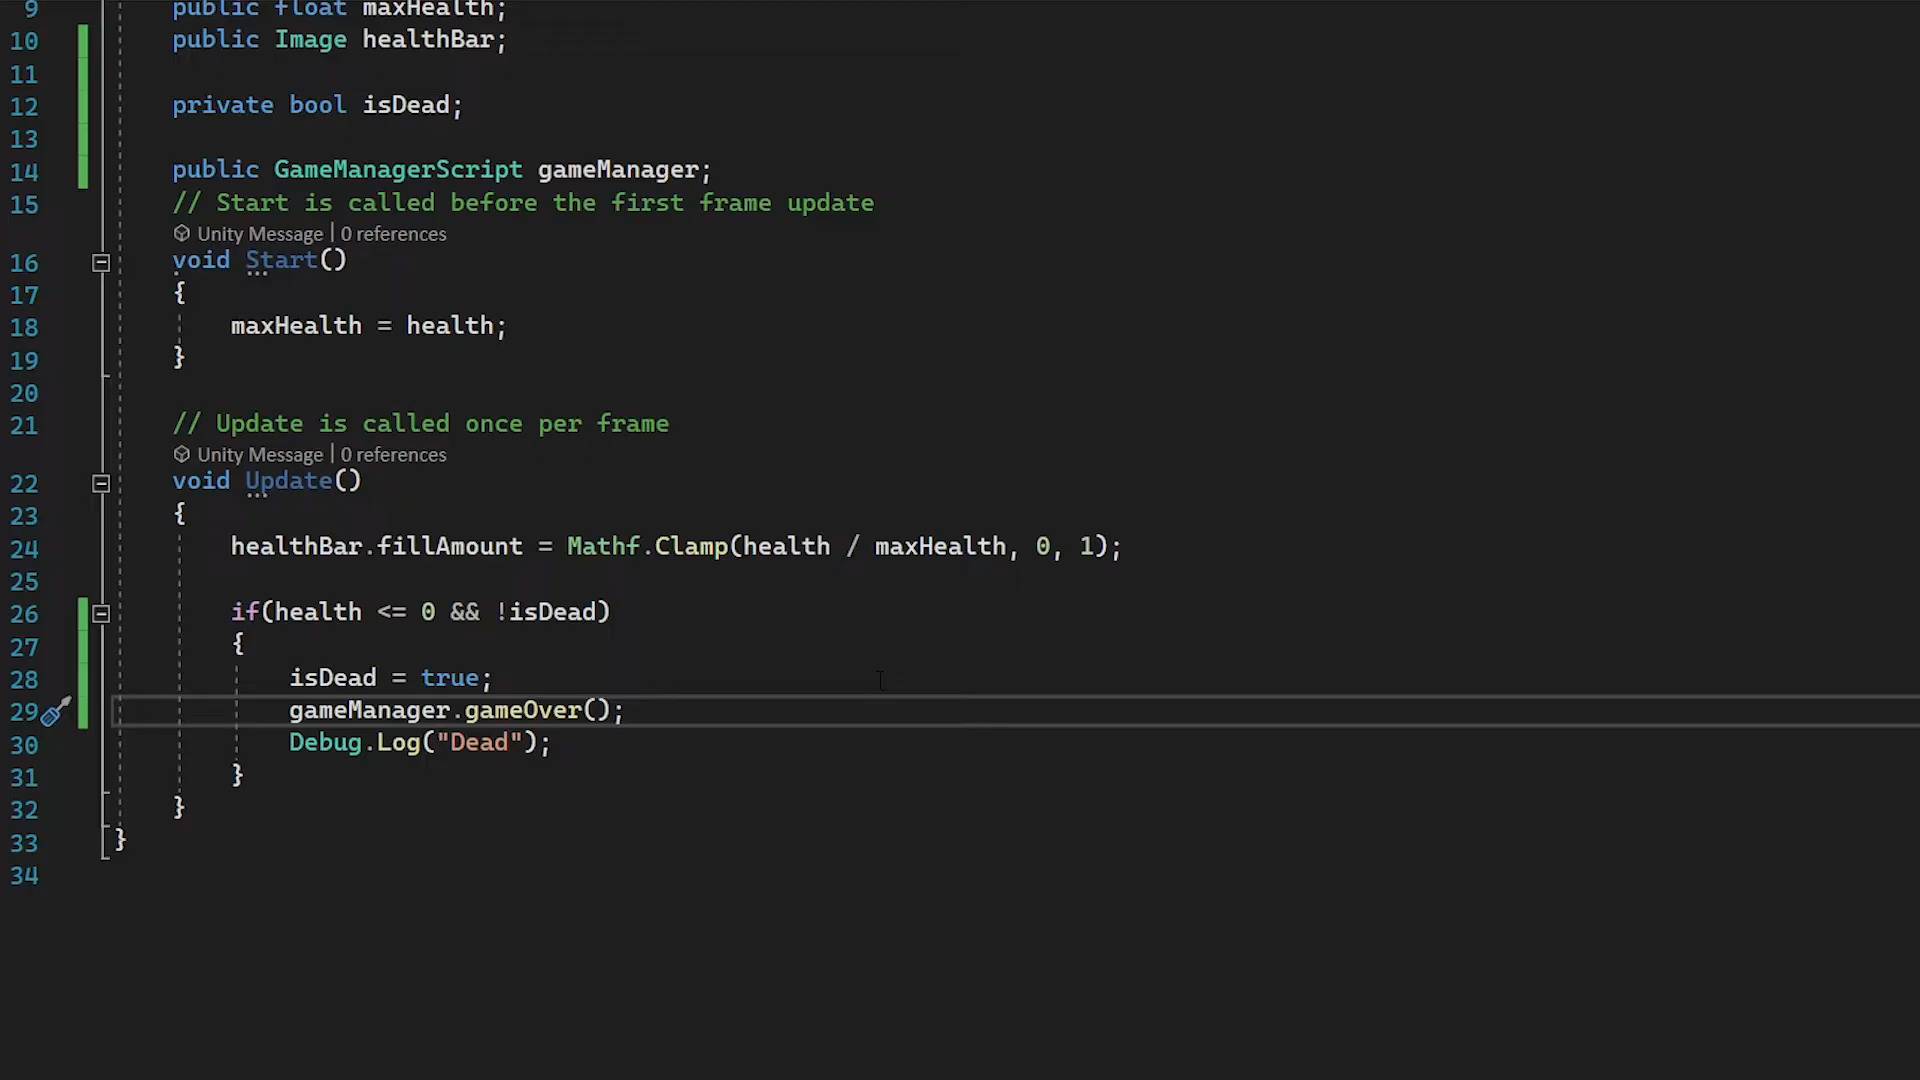 9 public float maxHealth;
10 public Image healthBar;
11
12 private bool isDead;
13
14 public GameManagerScript gameManager;
15 // Start is called before the first frame update
Unity Message | 0 references
16 void Start()
17 {
18 maxHealth = health;
19 }
20
21 // Update is called once per frame
Unity Message | 0 references
22 void Update()
23 {
24 healthBar.fillAmount = Mathf.Clamp(health / maxHealth, 0, 1);
25
26 if(health <= 0 && !isDead)
27 {
28 isDead = true;
29 gameManager.gameOver();
30 Debug.Log("Dead");
31 }
32 }
33 }
34